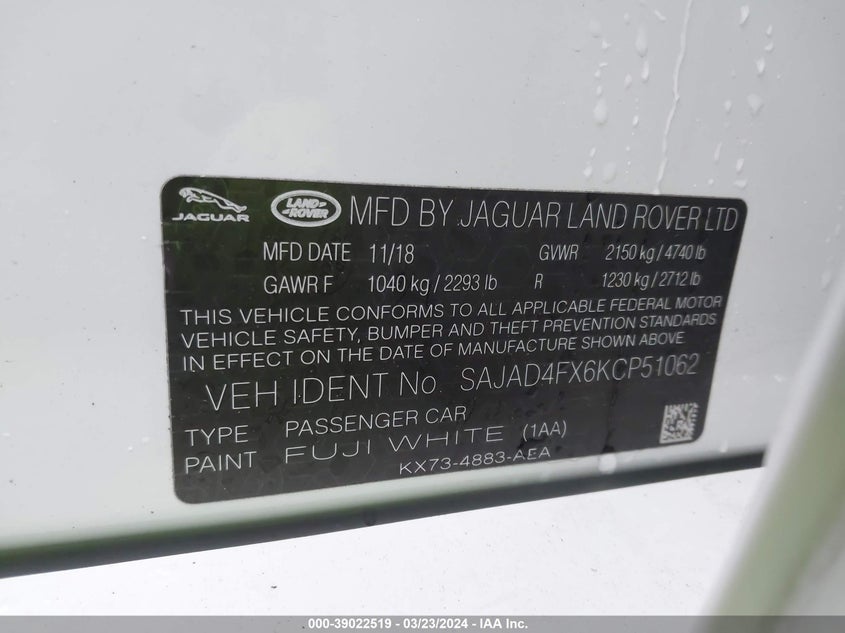 JAGUAR LAND ROVER MFD BY JAGUAR LAND ROVER LTD
MFD DATE 11/18 GVWR 2150 kg / 4740 lb
GAWR F 1040 kg / 2293 lb R 1230 kg / 2712 lb
THIS VEHICLE CONFORMS TO ALL APPLICABLE FEDERAL MOTOR
VEHICLE SAFETY, BUMPER AND THEFT PREVENTION STANDARDS
IN EFFECT ON THE DATE OF MANUFACTURE SHOWN ABOVE
VEH IDENT No. SAJAD4FX6KCP51062
TYPE PASSENGER CAR
PAINT FUJI WHITE (1AA)
KX73-4883-AEA
000-39022519 - 03/23/2024 - IAA Inc.